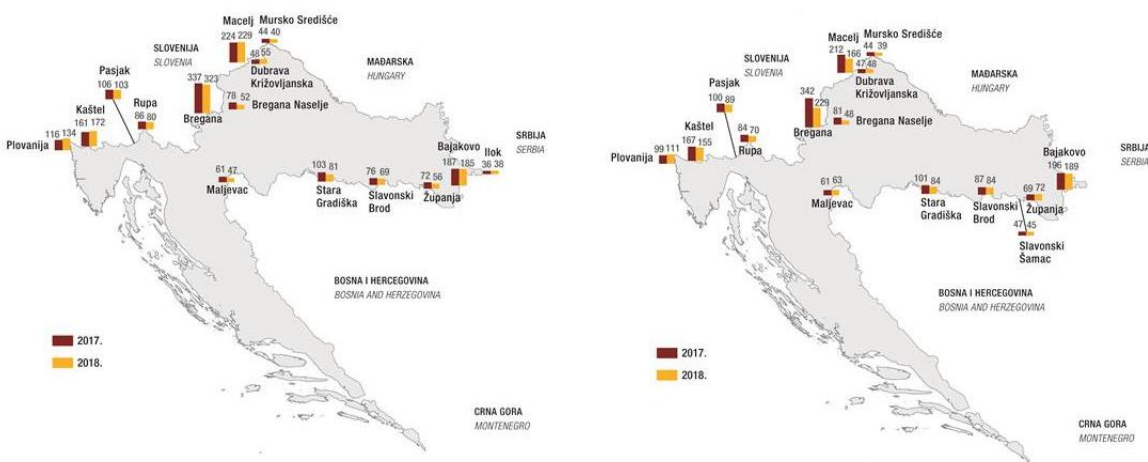 Macelj
224 229
Mursko Središće
44 40
SLOVENIJA
SLOVENIA
48 55
Dubrava
Križovljanska
MAĐARSKA
HUNGARY
Pasjak
106 103
337 323
Bregana
78 52
Bregana Naselje
Kaštel
161 172
Rupa
86 80
116 134
Plovanija
SRBIJA
SERBIA
Bajakovo
187 185
Ilok
36 38
61 47
Maljevac
103 81
Stara
Gradiška
76 69
Slavonski
Brod
72 56
Županja
BOSNA I HERCEGOVINA
BOSNIA AND HERZEGOVINA
2017.
2018.
CRNA GORA
MONTENEGRO
Macelj
212 166
Mursko Središće
44 39
SLOVENIJA
SLOVENIA
47 48
Dubrava
Križovljanska
MAĐARSKA
HUNGARY
Pasjak
100 89
342
229
Bregana
81 48
Bregana Naselje
Kaštel
167 155
84 70
Rupa
Plovanija
99 111
SRBIJA
SERBIA
Bajakovo
196 189
61 63
Maljevac
101 84
Stara
Gradiška
87 84
Slavonski
Brod
69 72
Županja
47 45
Slavonski
Šamac
BOSNA I HERCEGOVINA
BOSNIA AND HERZEGOVINA
2017.
2018.
CRNA GORA
MONTENEGRO